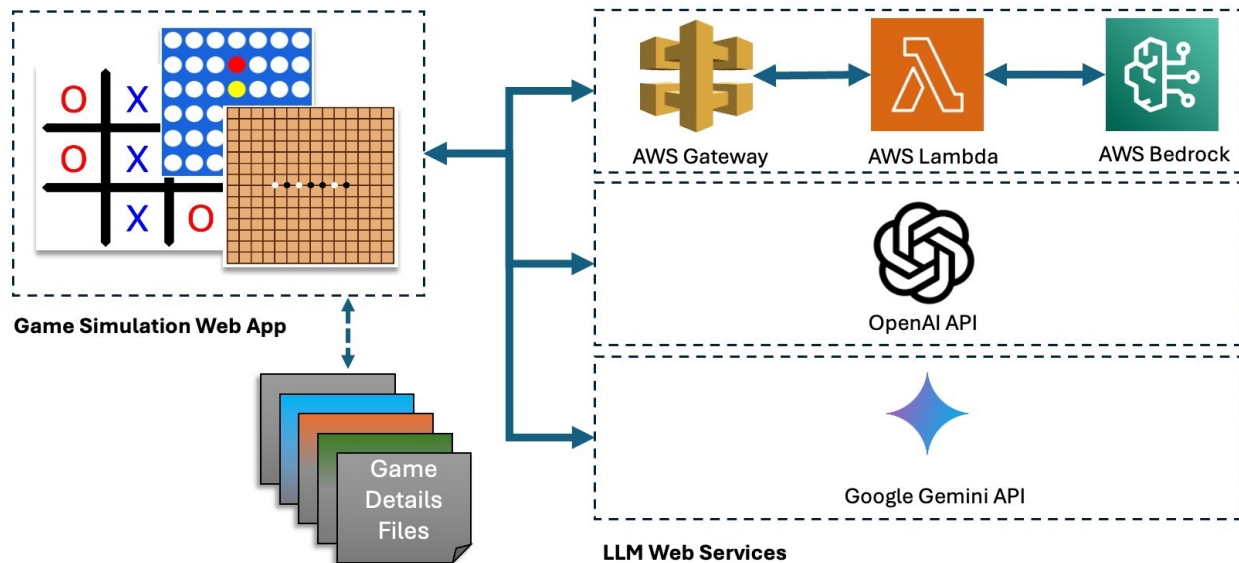 O X
O X
X O
Game Simulation Web App
Game
Details
Files
AWS Gateway
AWS Lambda
AWS Bedrock
OpenAI API
Google Gemini API
LLM Web Services